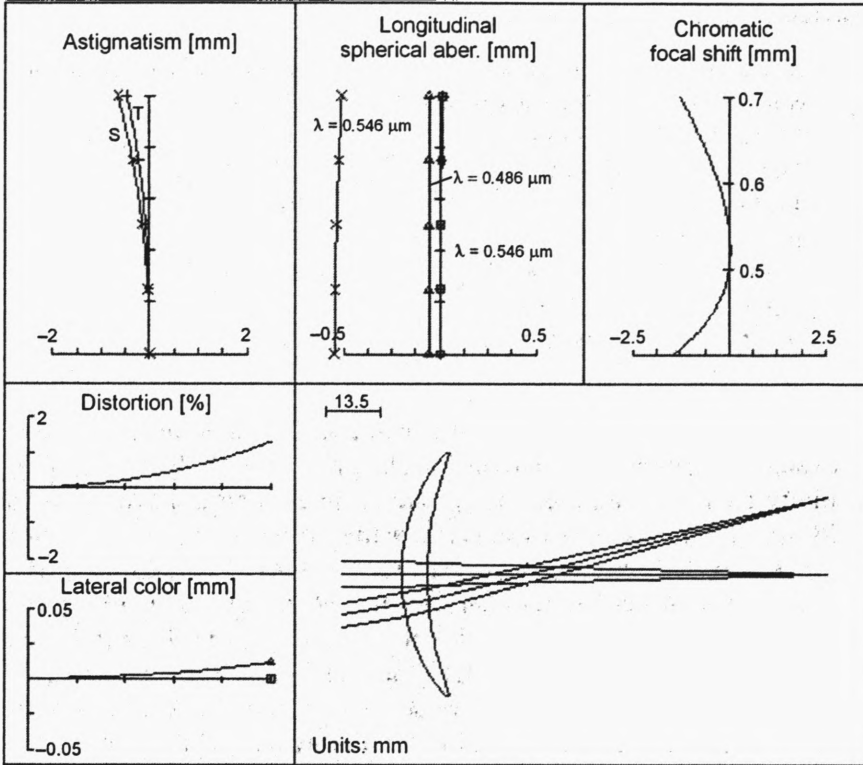 Astigmatism [mm]
T
S
–2
2
Longitudinal
spherical aber. [mm]
λ = 0.546 μm
λ = 0.486 μm
λ = 0.546 μm
–0.5
0.5
Chromatic
focal shift [mm]
0.7
0.6
0.5
–2.5
2.5
Distortion [%]
2
–2
Lateral color [mm]
0.05
–0.05
13.5
Units: mm